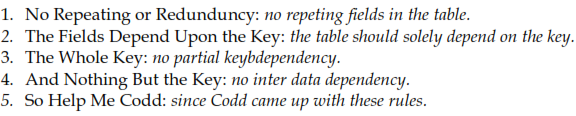 1. No Repeating or Redunduncy: no repeting fields in the table.
2. The Fields Depend Upon the Key: the table should solely depend on the key.
3. The Whole Key: no partial keybdependency.
4. And Nothing But the Key: no inter data dependency.
5. So Help Me Codd: since Codd came up with these rules.